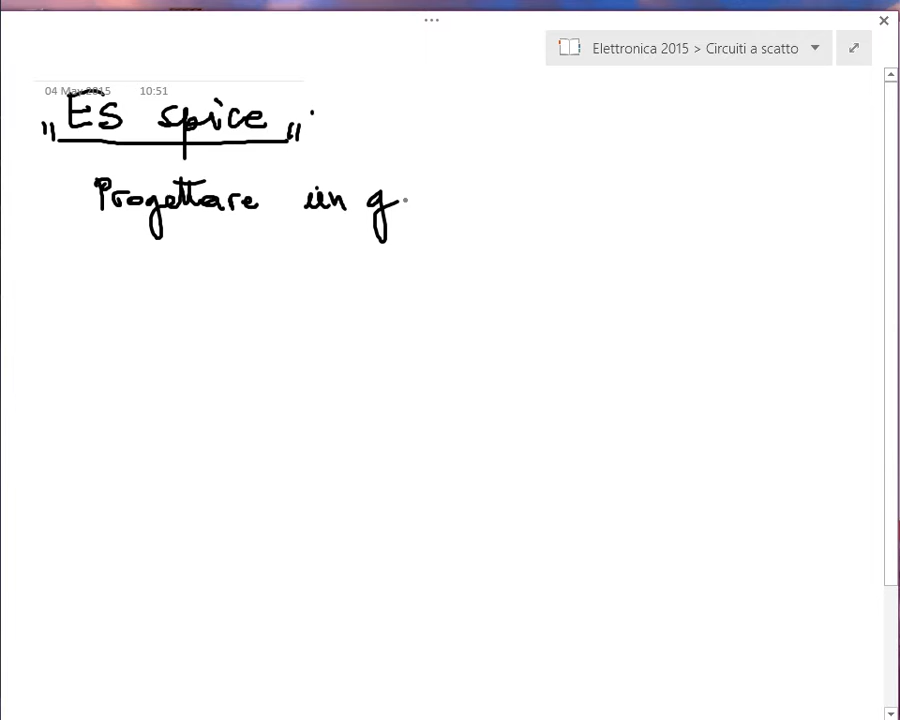 ...
Elettronica 2015 > Circuiti a scatto
04 May 2015 10:51
"Es spice"
Progettare un g